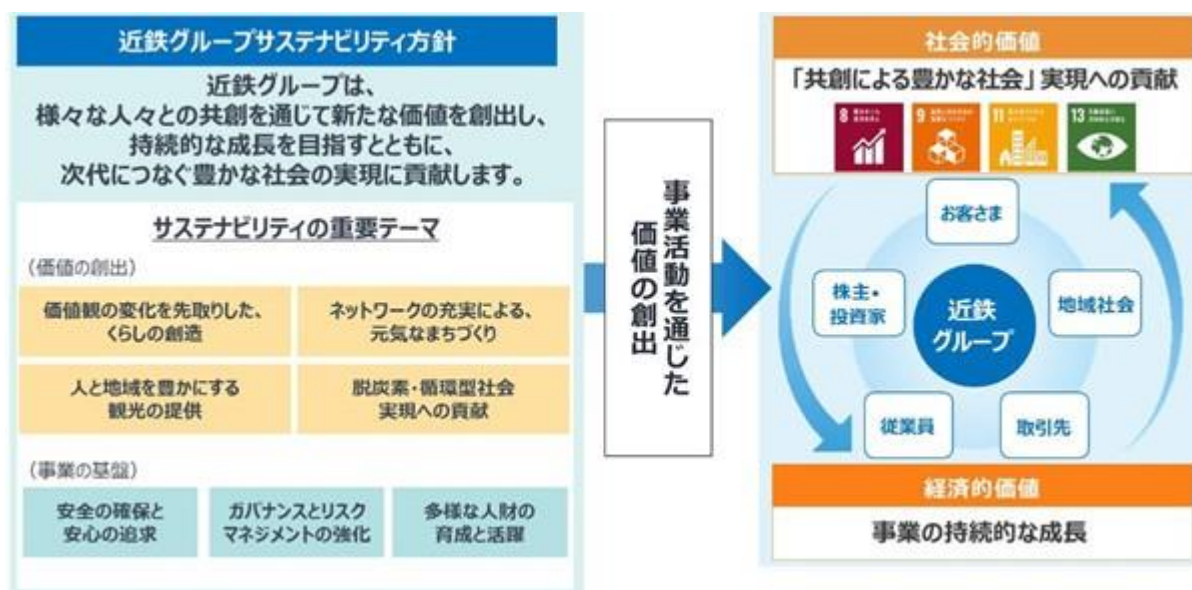 近鉄グループサステナビリティ方針
近鉄グループは、
様々な人々との共創を通じて新たな価値を創出し、
持続的な成長を目指すとともに、
次代につなぐ豊かな社会の実現に貢献します。
サステナビリティの重要テーマ
(価値の創出)
価値観の変化を先取りした、
くらしの創造
ネットワークの充実による、
元気なまちづくり
人と地域を豊かにする
観光の提供
脱炭素・循環型社会
実現への貢献
(事業の基盤)
安全の確保と
安心の追求
ガバナンスとリスク
マネジメントの強化
多様な人財の
育成と活躍
事業活動を通じた
価値の創出
社会的価値
「共創による豊かな社会」実現への貢献
8
9
11
13
お客さま
株主・
投資家
近鉄
グループ
地域社会
従業員
取引先
経済的価値
事業の持続的な成長